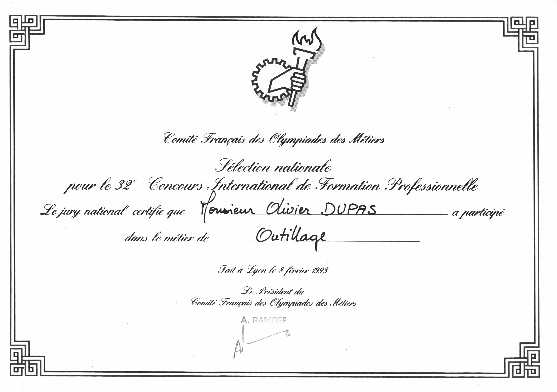 Comité Français des Olympiades des Métiers
Sélection nationale
pour le 32e Concours International de Formation Professionnelle
Le jury national certifie que Monsieur Olivier DUPAS a participé
dans le métier de Outillage
Fait à Lyon le 8 février 1993
Le Président du
Comité Français des Olympiades des Métiers
A.